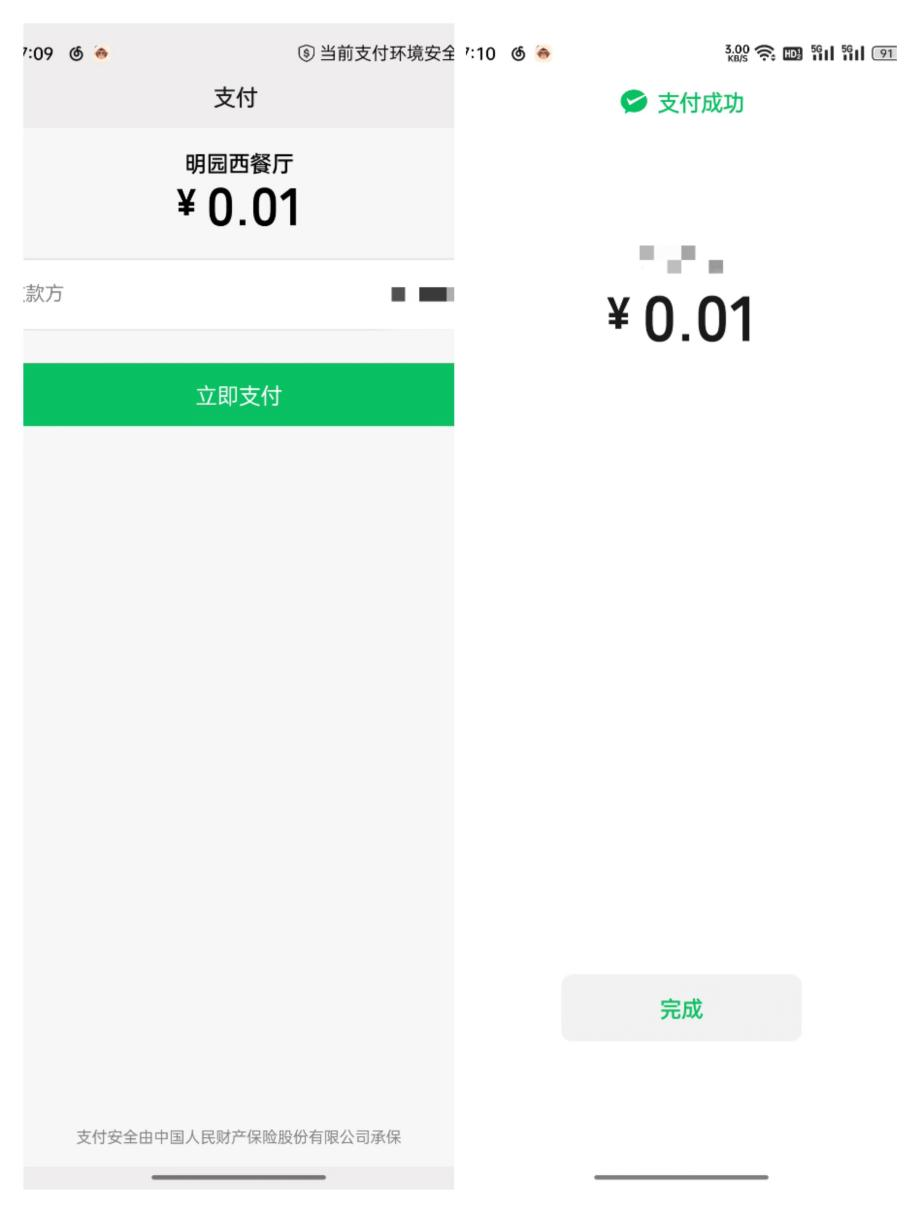 :09
当前支付环境安全
支付
明园西餐厅
¥0.01
款方
立即支付
支付安全由中国人民财产保险股份有限公司承保
:10
3.00
KB/S
HD
5G
5G
91
支付成功
¥0.01
完成